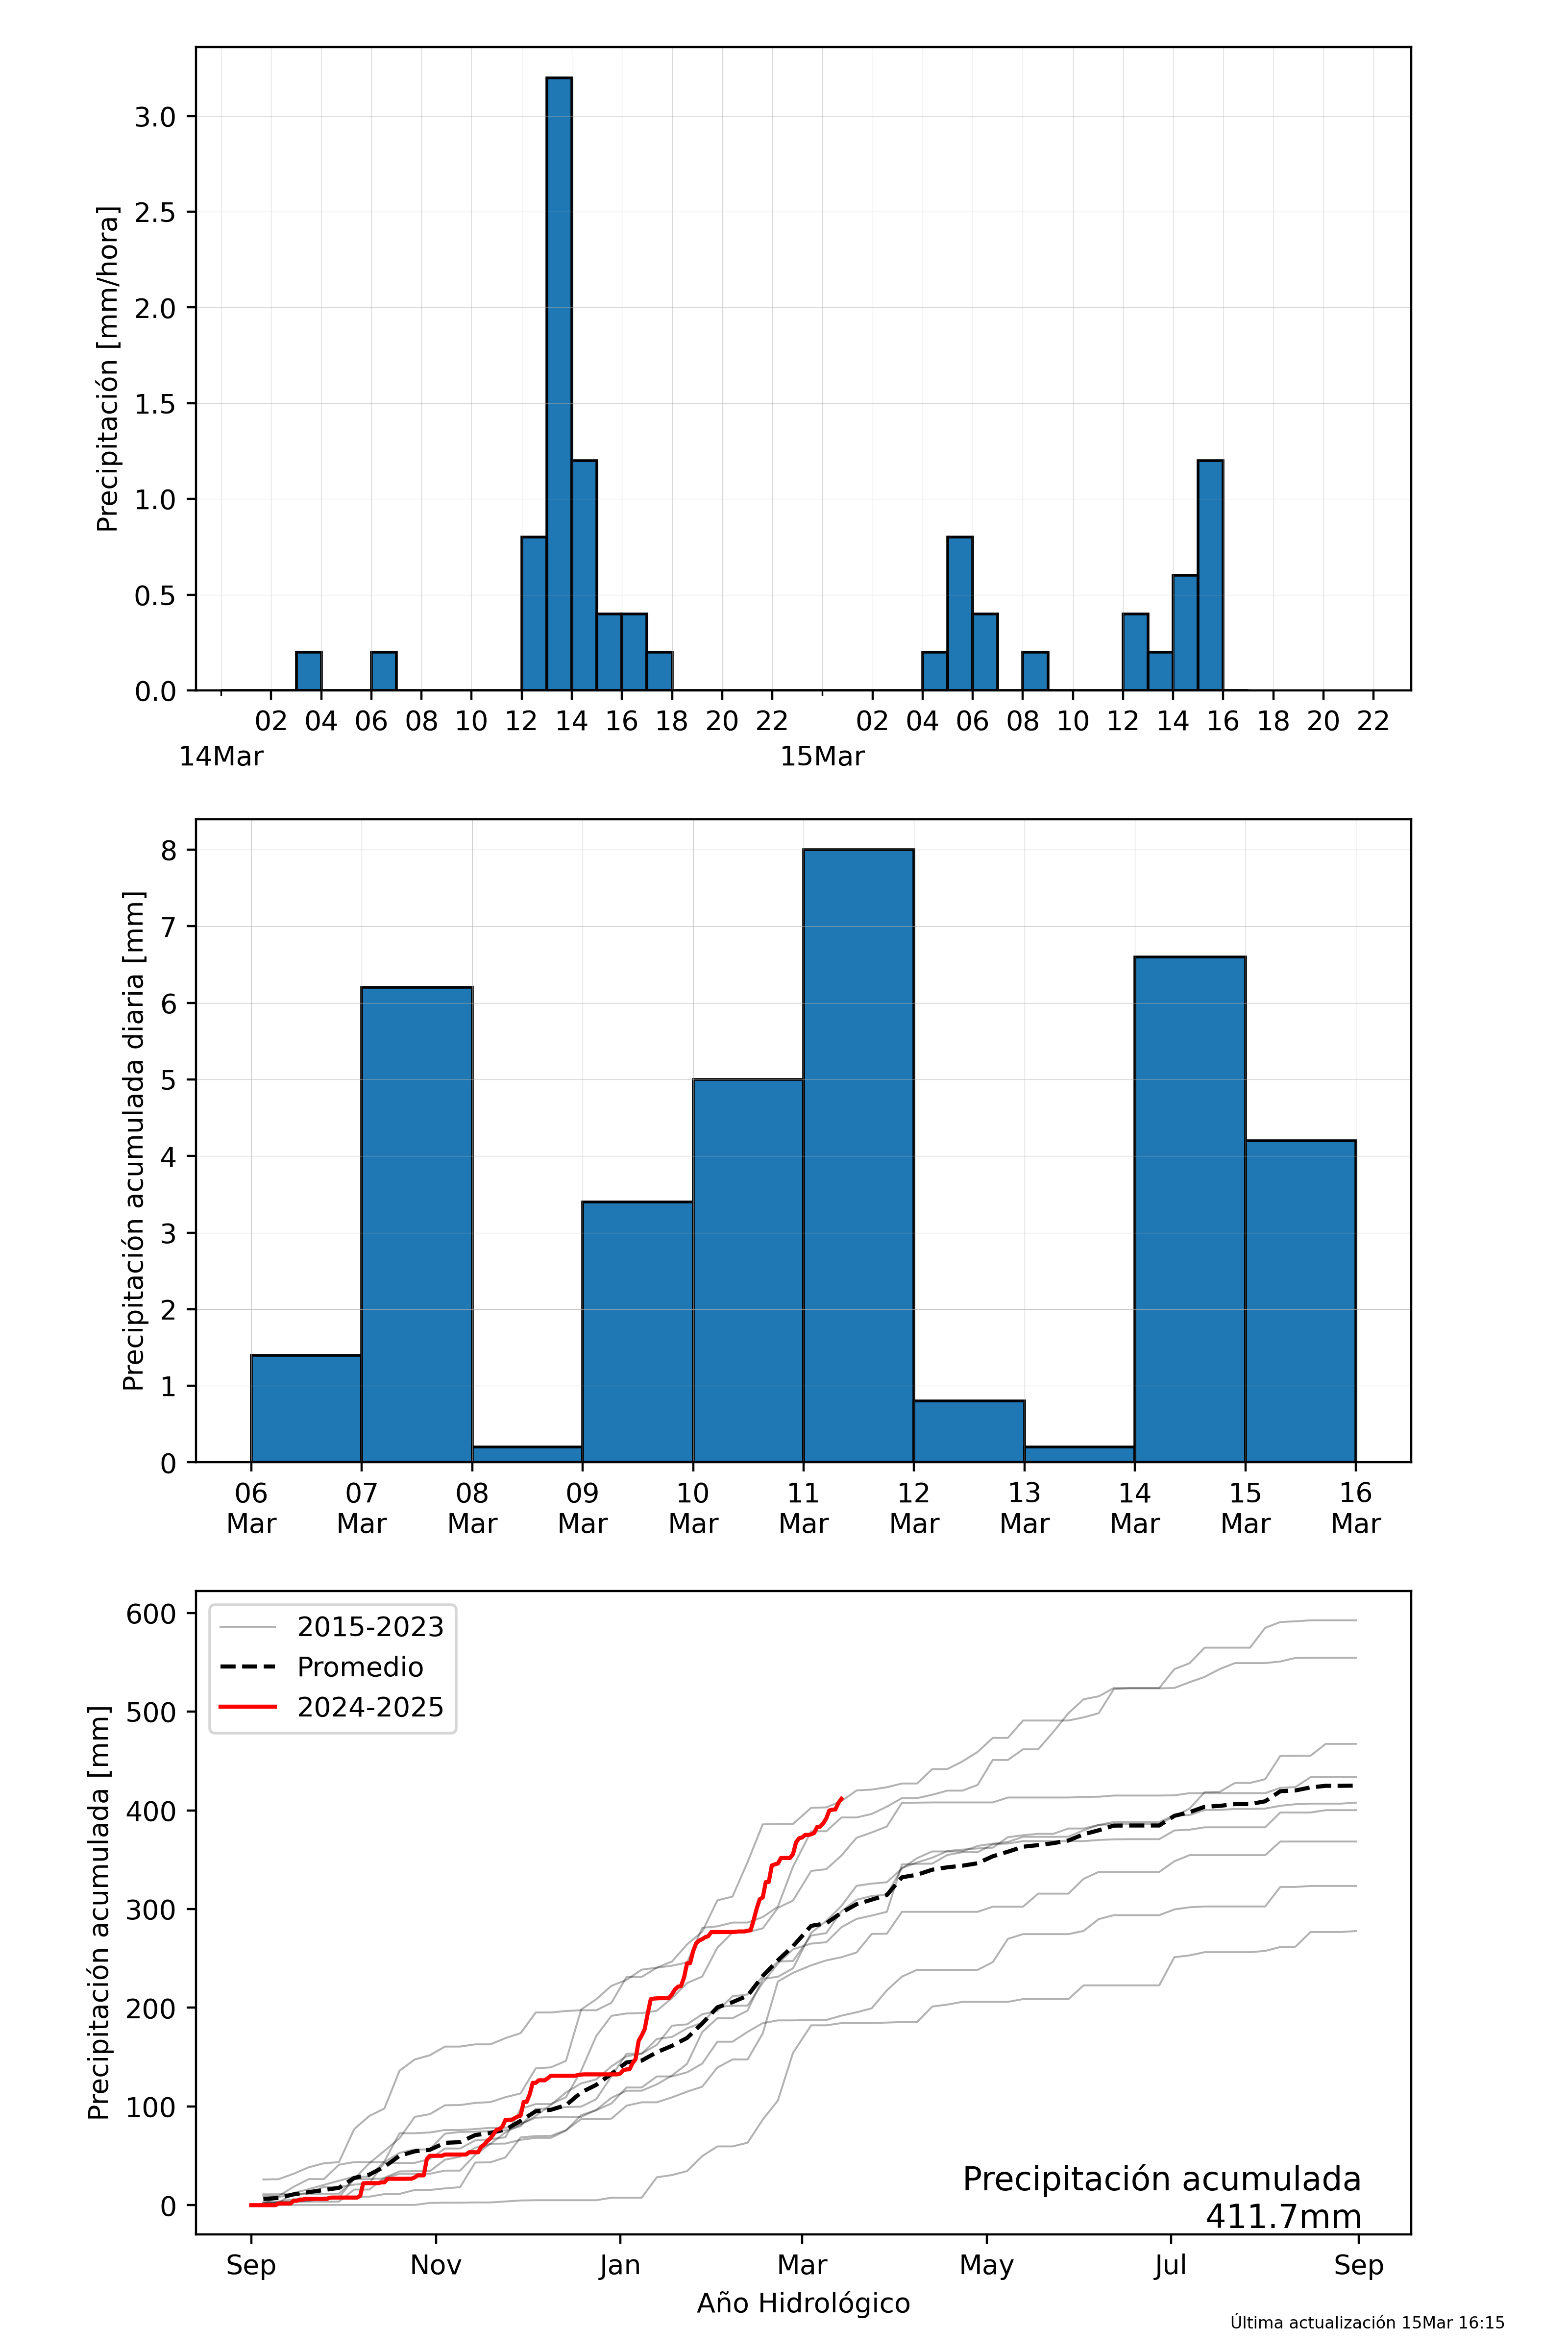 3.0
2.5
2.0
1.5
1.0
0.5
0.0
Precipitación [mm/hora]
02 04 06 08 10 12 14 16 18 20 22 02 04 06 08 10 12 14 16 18 20 22
14Mar 15Mar
8
7
6
5
4
3
2
1
0
Precipitación acumulada diaria [mm]
06 07 08 09 10 11 12 13 14 15 16
Mar Mar Mar Mar Mar Mar Mar Mar Mar Mar Mar
600
500
400
300
200
100
0
Precipitación acumulada [mm]
2015-2023
Promedio
2024-2025
Precipitación acumulada
411.7mm
Sep Nov Jan Mar May Jul Sep
Año Hidrológico
Última actualización 15Mar 16:15